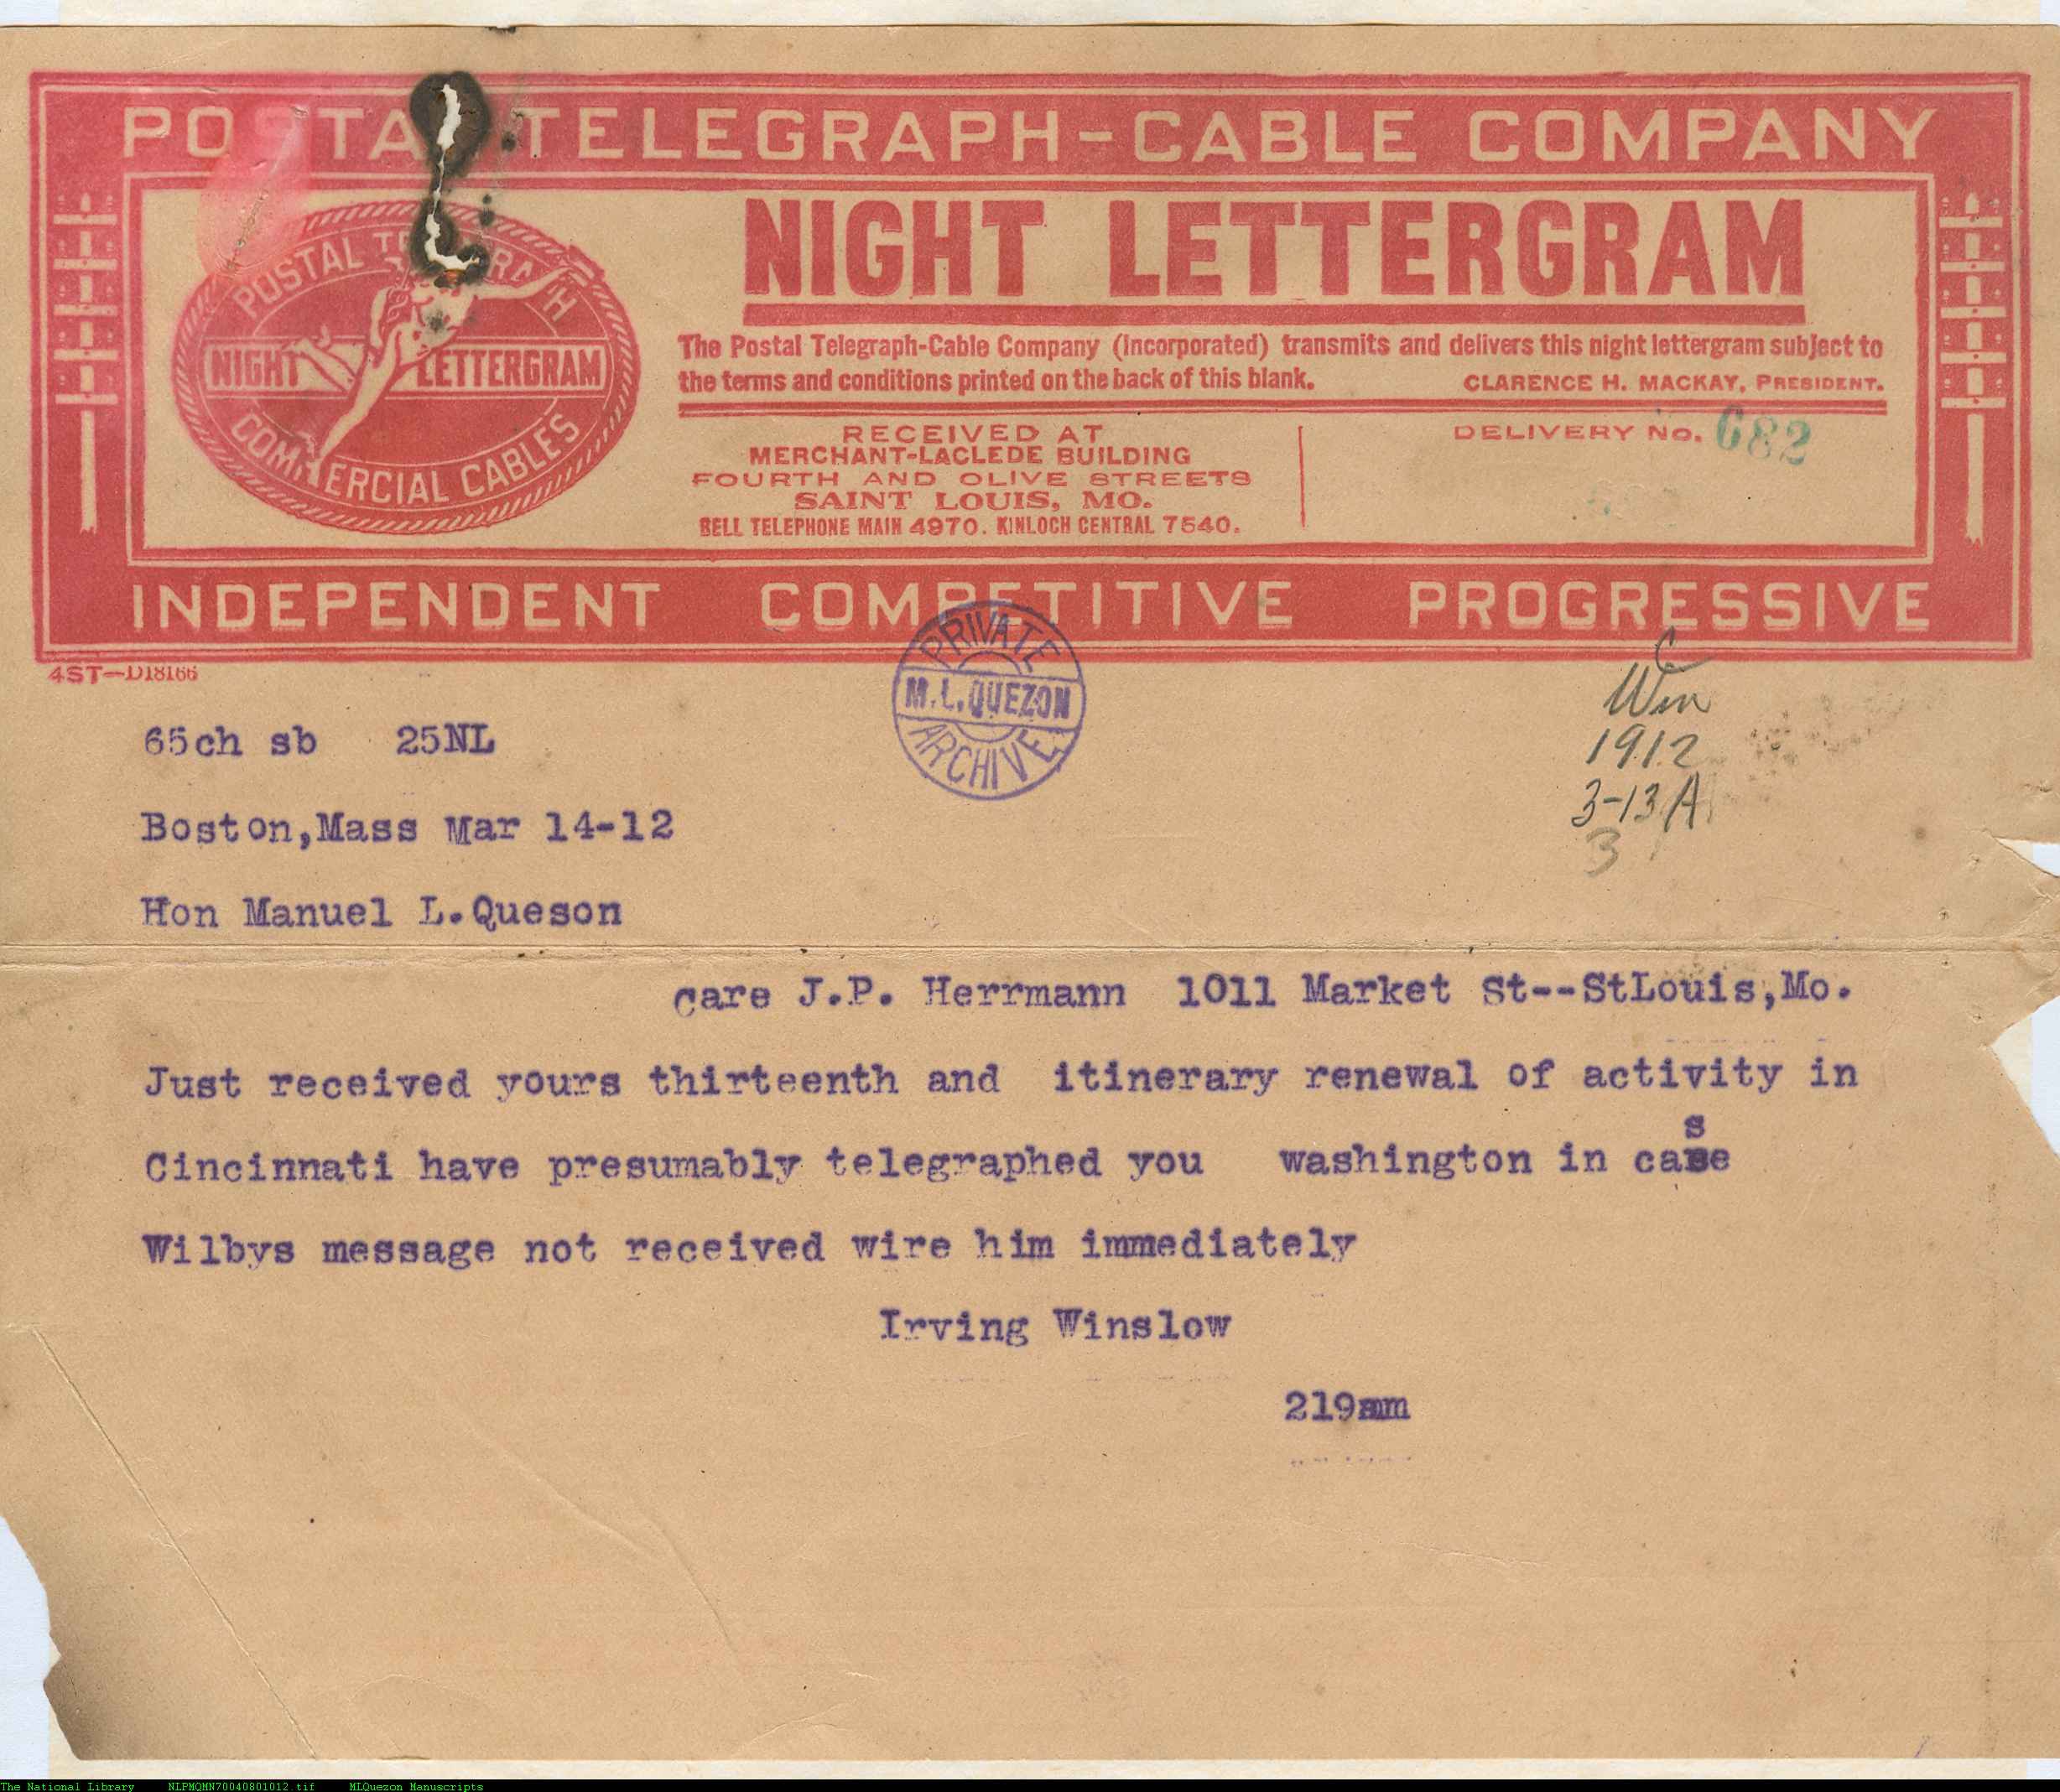 POSTAL TELEGRAPH-CABLE COMPANY
POSTAL TELEGRAPH
NIGHT LETTERGRAM
COMMERCIAL CABLES
NIGHT LETTERGRAM
The Postal Telegraph-Cable Company (Incorporated) transmits and delivers this night lettergram subject to
the terms and conditions printed on the back of this blank. CLARENCE H. MACKAY, PRESIDENT.
RECEIVED AT
MERCHANT-LACLEDE BUILDING
FOURTH AND OLIVE STREETS
SAINT LOUIS, MO.
BELL TELEPHONE MAIN 4970. KINLOCH CENTRAL 7540.
DELIVERY No. 682
INDEPENDENT COMPETITIVE PROGRESSIVE
4ST—D18166
PRIVATE
M.L.QUEZON
ARCHIVE
C
Win
1912
3-13 A
3
65ch sb 25NL
Boston,Mass Mar 14-12
Hon Manuel L.Queson
care J.P. Herrmann 1011 Market St--StLouis,Mo.
Just received yours thirteenth and itinerary renewal of activity in
s
Cincinnati have presumably telegraphed you washington in case
Wilbys message not received wire him immediately
Irving Winslow
219am
The National Library NLPMQMN70040801012.tif MLQuezon Manuscripts